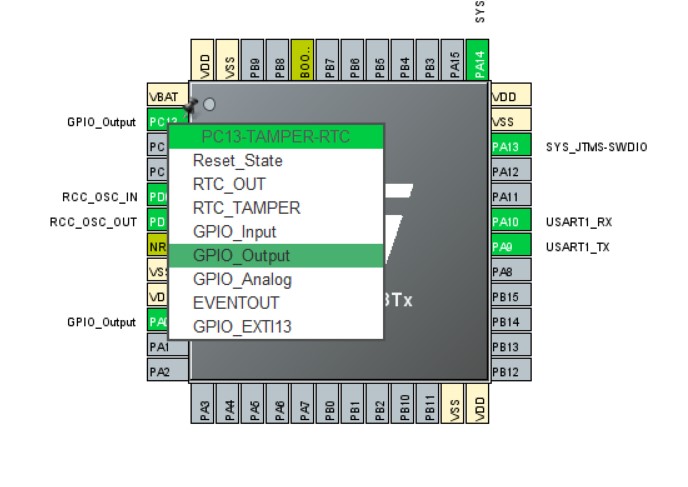 SYS
VDD
VSS
PB9
PB8
BOO..
PB7
PB6
PB5
PB4
PB3
PA15
PA14
VBAT
GPIO_Output
PC13
PC
PC
RCC_OSC_IN
PD
RCC_OSC_OUT
PD
NR
VS
VD
GPIO_Output
PA
PA1
PA2
PC13-TAMPER-RTC
Reset_State
RTC_OUT
RTC_TAMPER
GPIO_Input
GPIO_Output
GPIO_Analog
EVENTOUT
GPIO_EXTI13
BTx
VDD
VSS
PA13
SYS_JTMS-SWDIO
PA12
PA11
PA10
USART1_RX
PA9
USART1_TX
PA8
PB15
PB14
PB13
PB12
PA3
PA4
PA5
PA6
PA7
PB0
PB1
PB2
PB10
PB11
VSS
VDD